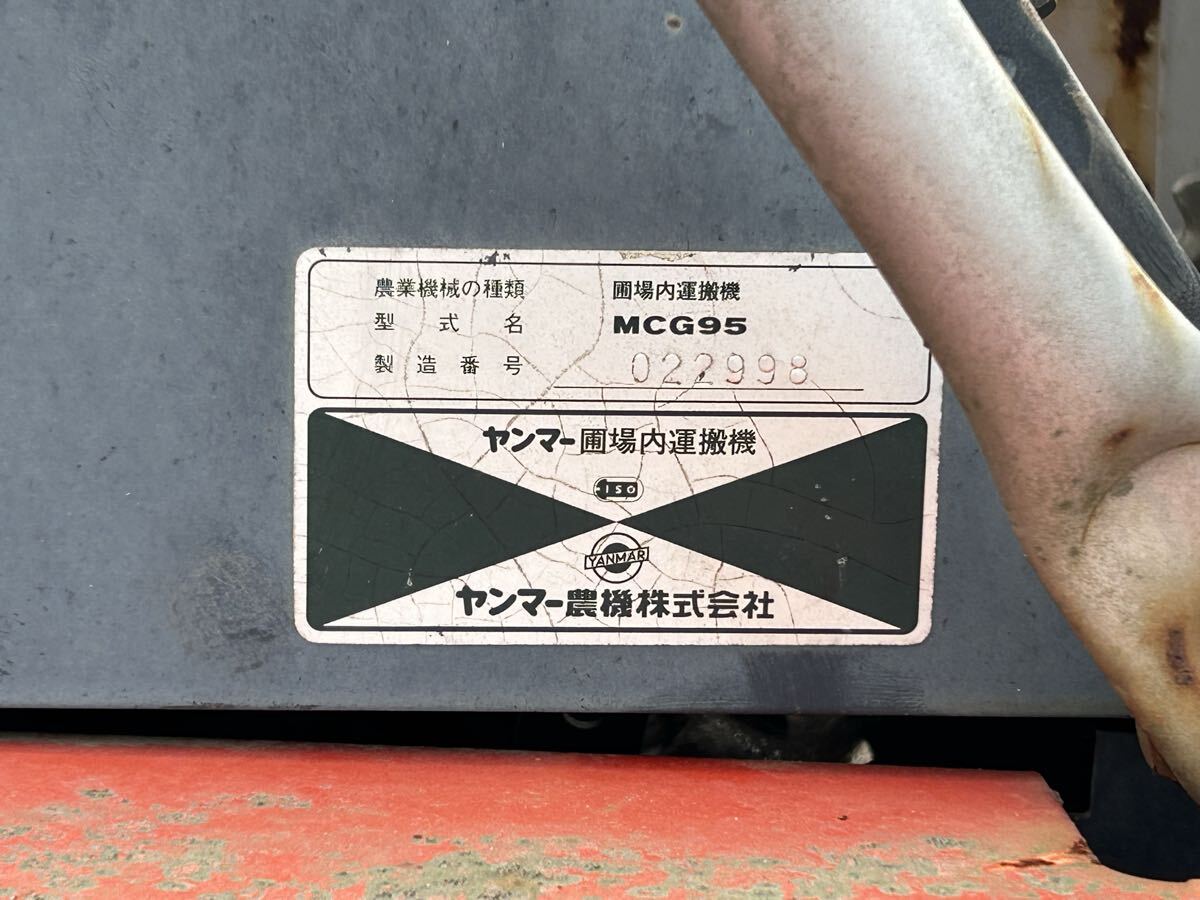 農業機械の種類 圃場内運搬機
型式名 MCG95
製造番号 022998
ヤンマー圃場内運搬機
ISO
YANMAR
ヤンマー農機株式会社